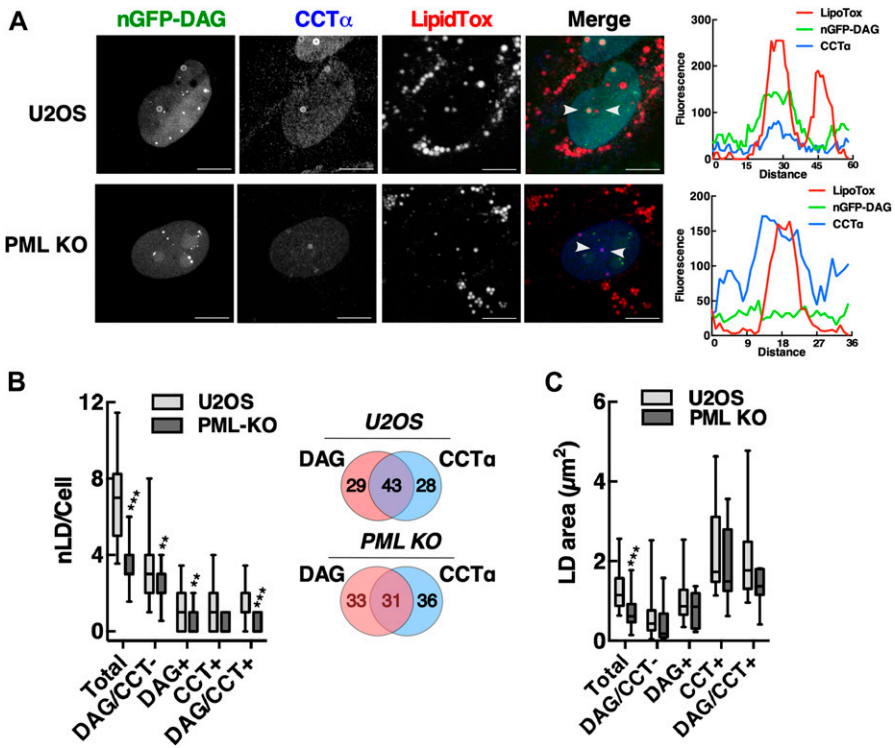 A
nGFP-DAG
CCTα
LipidTox
Merge
U2OS
PML KO
LipoTox
nGFP-DAG
CCTα
Fluorescence
300
200
100
0
0
15
30
45
60
Distance
LipoTox
nGFP-DAG
CCTα
Fluorescence
200
150
100
50
0
0
9
18
27
36
Distance
B
nLD/Cell
12
8
4
0
U2OS
PML-KO
***
**
**
***
Total
DAG/CCT-
DAG+
CCT+
DAG/CCT+
U2OS
DAG
CCTα
29
43
28
PML KO
DAG
CCTα
33
31
36
C
LD area (µm2)
6
4
2
0
U2OS
PML KO
***
Total
DAG/CCT-
DAG+
CCT+
DAG/CCT+